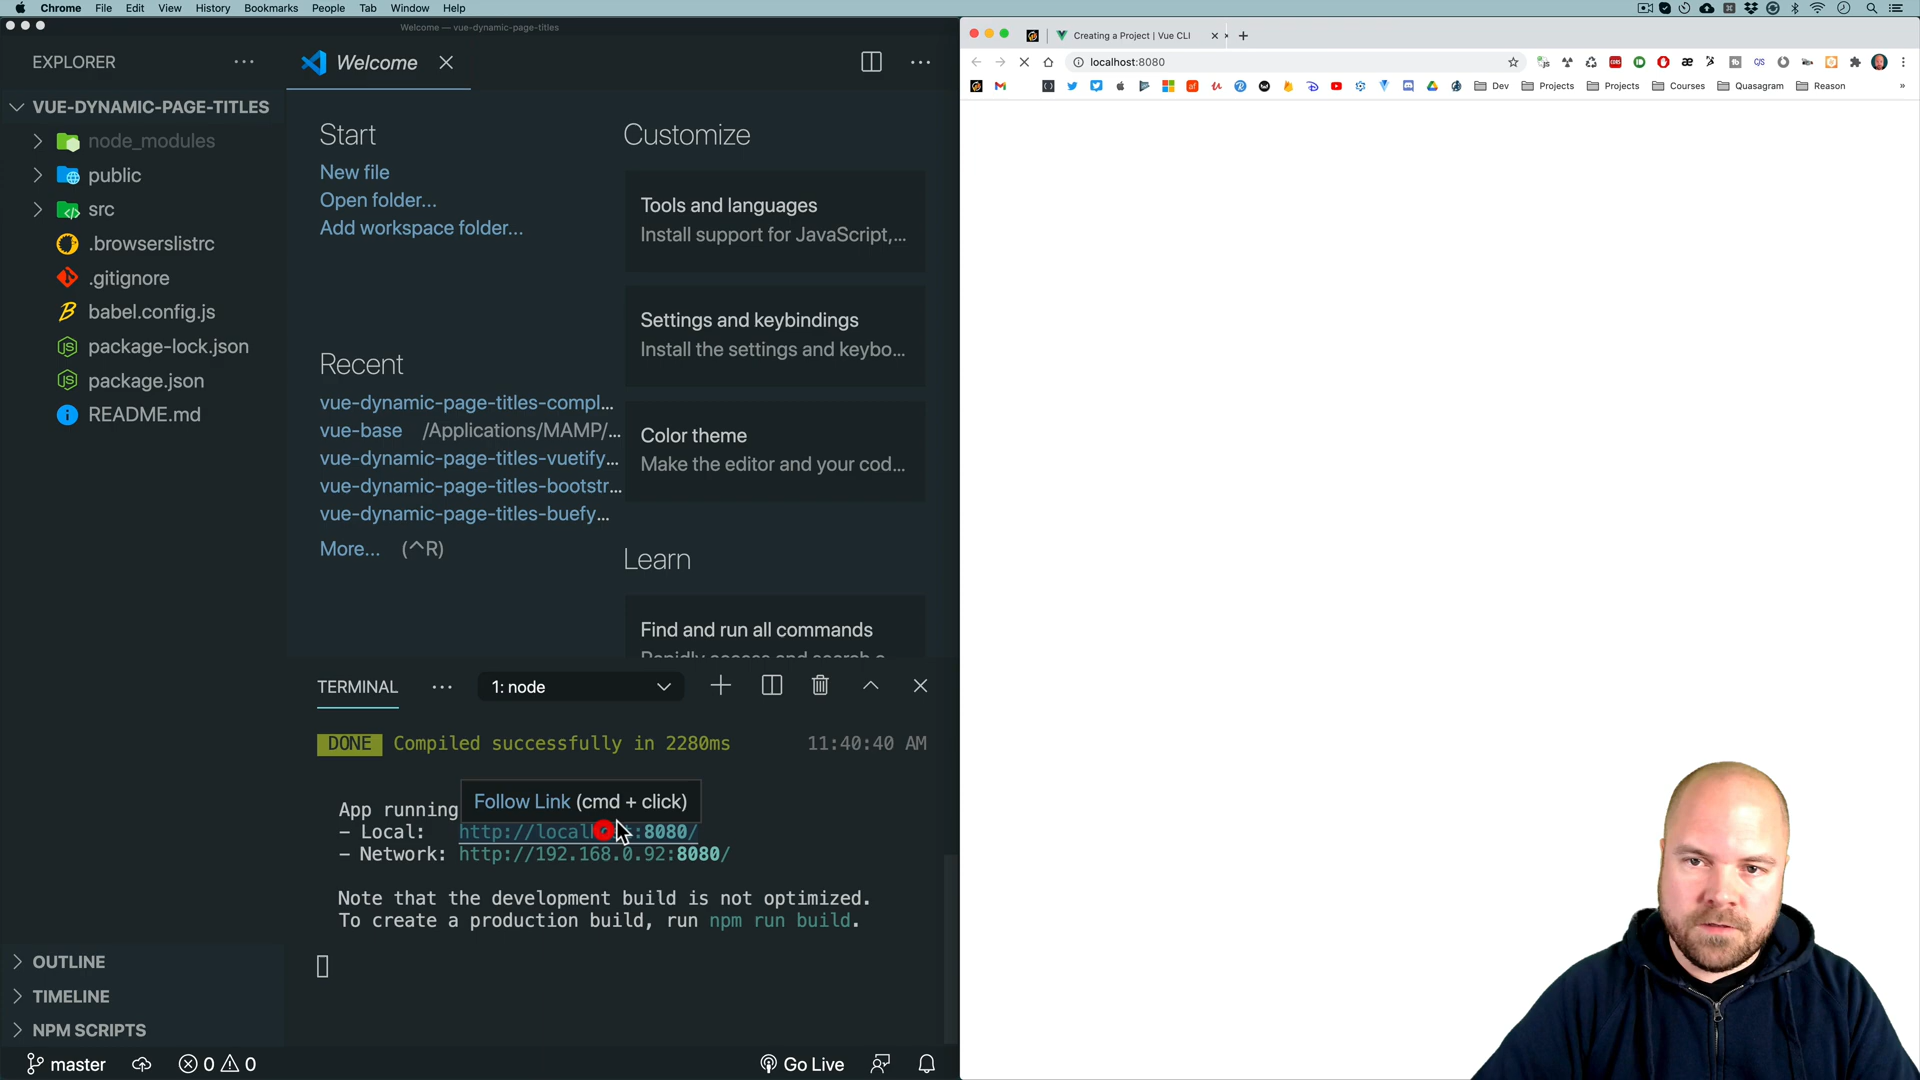 Chrome File Edit View History Bookmarks People Tab Window Help
Welcome — vue-dynamic-page-titles
EXPLORER
Welcome
VUE-DYNAMIC-PAGE-TITLES
node_modules
public
src
.browserslistrc
.gitignore
babel.config.js
package-lock.json
package.json
README.md
OUTLINE
TIMELINE
NPM SCRIPTS
Start
New file
Open folder...
Add workspace folder...
Recent
vue-dynamic-page-titles-compl...
vue-base /Applications/MAMP/...
vue-dynamic-page-titles-vuetify...
vue-dynamic-page-titles-bootstr...
vue-dynamic-page-titles-buefy...
More... (^R)
Customize
Tools and languages
Install support for JavaScript,...
Settings and keybindings
Install the settings and keybo...
Color theme
Make the editor and your cod...
Learn
Find and run all commands
TERMINAL
1: node
DONE Compiled successfully in 2280ms 11:40:40 AM
Follow Link (cmd + click)
App running
- Local: http://localhost:8080/
- Network: http://192.168.0.92:8080/
Note that the development build is not optimized.
To create a production build, run npm run build.
master
0 0
Go Live
Creating a Project | Vue CLI
localhost:8080
Dev Projects Projects Courses Quasagram Reason